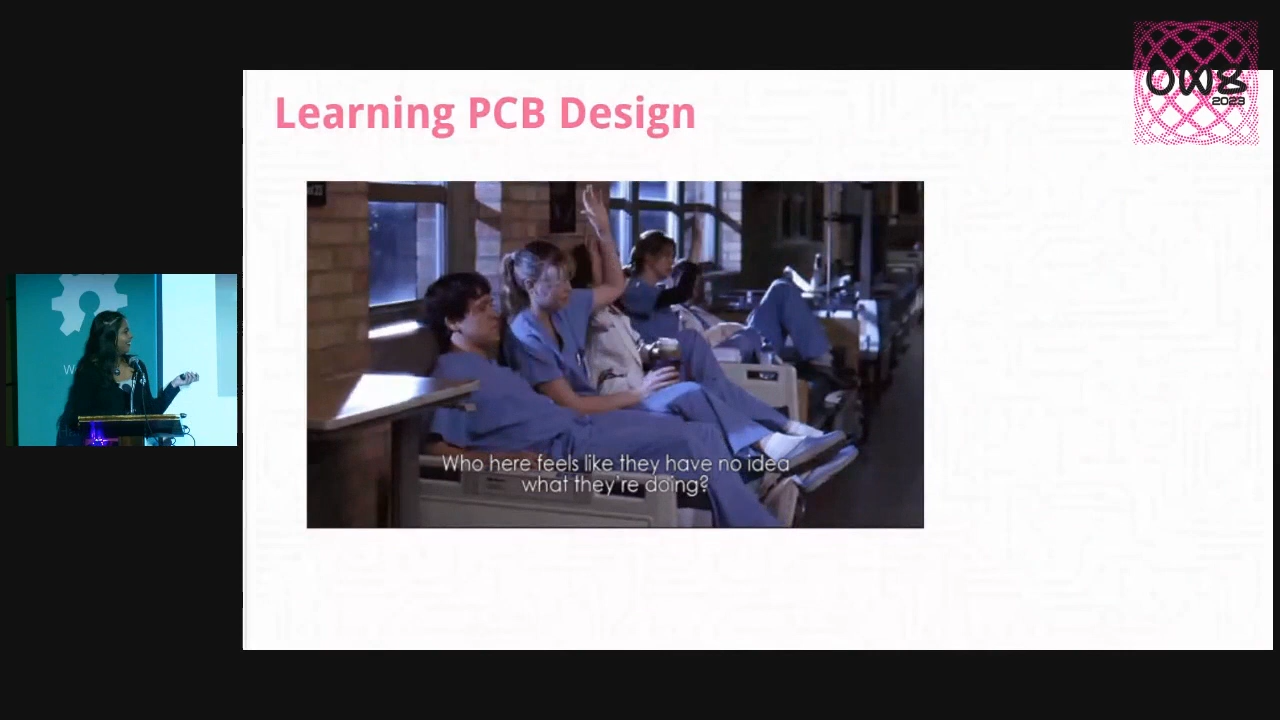 Learning PCB Design
OW8
2023
Who here feels like they have no idea
what they're doing?